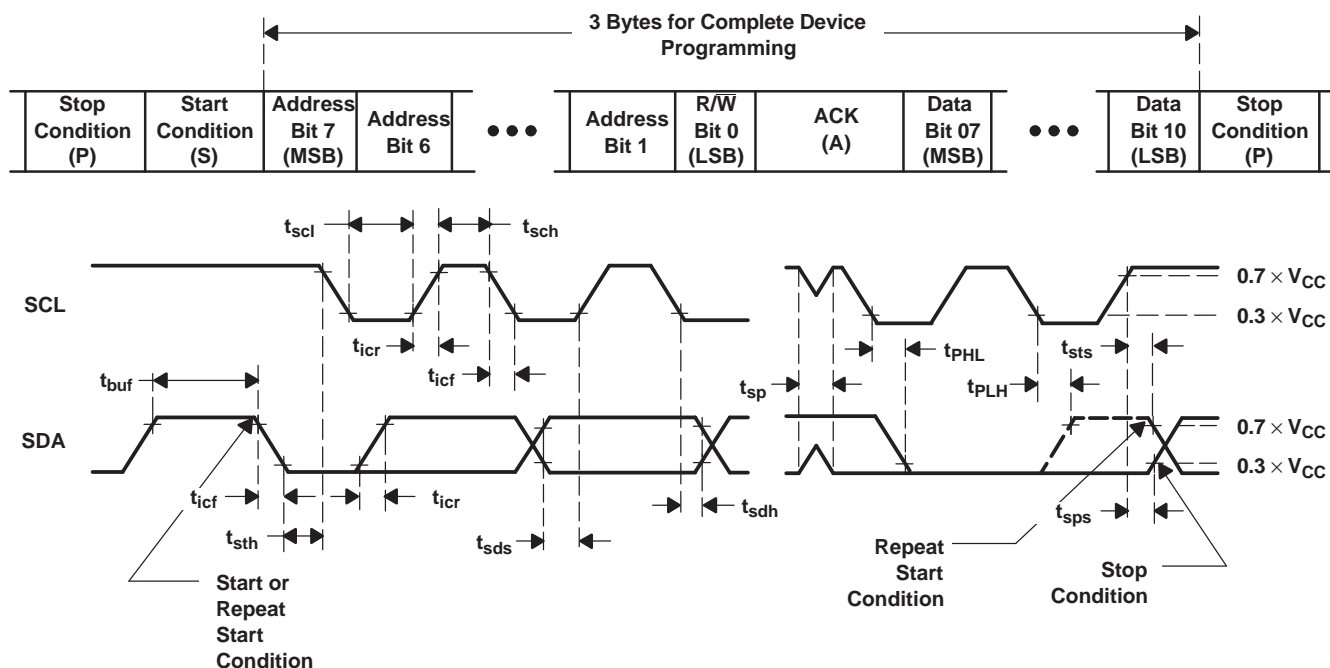 3 Bytes for Complete Device
Programming
Stop
Condition
(P)
Start
Condition
(S)
Address
Bit 7
(MSB)
Address
Bit 6
•••
Address
Bit 1
R/W̅
Bit 0
(LSB)
ACK
(A)
Data
Bit 07
(MSB)
•••
Data
Bit 10
(LSB)
Stop
Condition
(P)
tscl
tsch
SCL
0.7 × VCC
0.3 × VCC
ticr
tPHL
tsts
tbuf
ticf
tsp
tPLH
SDA
0.7 × VCC
0.3 × VCC
ticf
ticr
tsdh
tsps
tsth
tsds
Start or
Repeat
Start
Condition
Repeat
Start
Condition
Stop
Condition